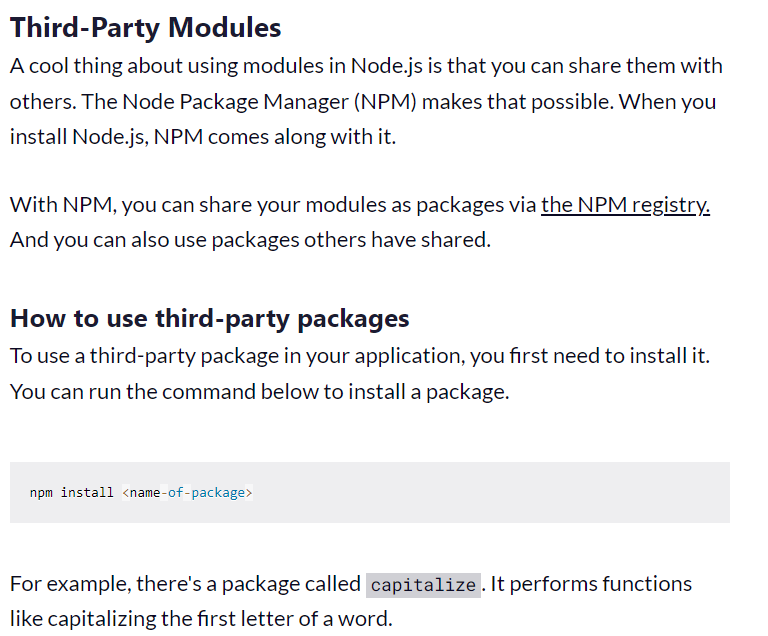 Third-Party Modules
A cool thing about using modules in Node.js is that you can share them with
others. The Node Package Manager (NPM) makes that possible. When you
install Node.js, NPM comes along with it.
With NPM, you can share your modules as packages via the NPM registry.
And you can also use packages others have shared.
How to use third-party packages
To use a third-party package in your application, you first need to install it.
You can run the command below to install a package.
npm install <name-of-package>
For example, there's a package called capitalize. It performs functions
like capitalizing the first letter of a word.